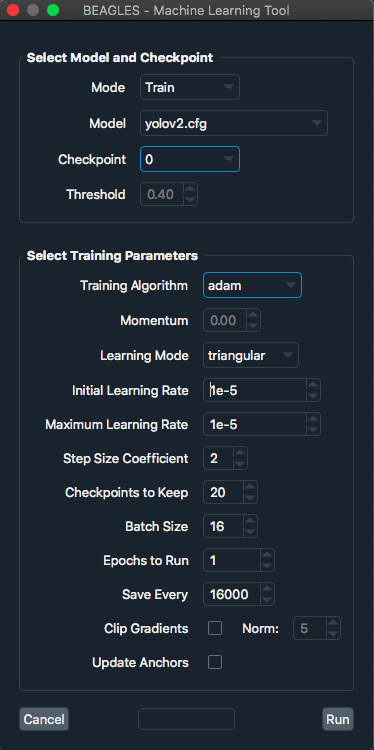 BEAGLES - Machine Learning Tool
Select Model and Checkpoint
Mode Train
Model yolov2.cfg
Checkpoint 0
Threshold 0.40
Select Training Parameters
Training Algorithm adam
Momentum 0.00
Learning Mode triangular
Initial Learning Rate 1e-5
Maximum Learning Rate 1e-5
Step Size Coefficient 2
Checkpoints to Keep 20
Batch Size 16
Epochs to Run 1
Save Every 16000
Clip Gradients Norm: 5
Update Anchors
Cancel Run